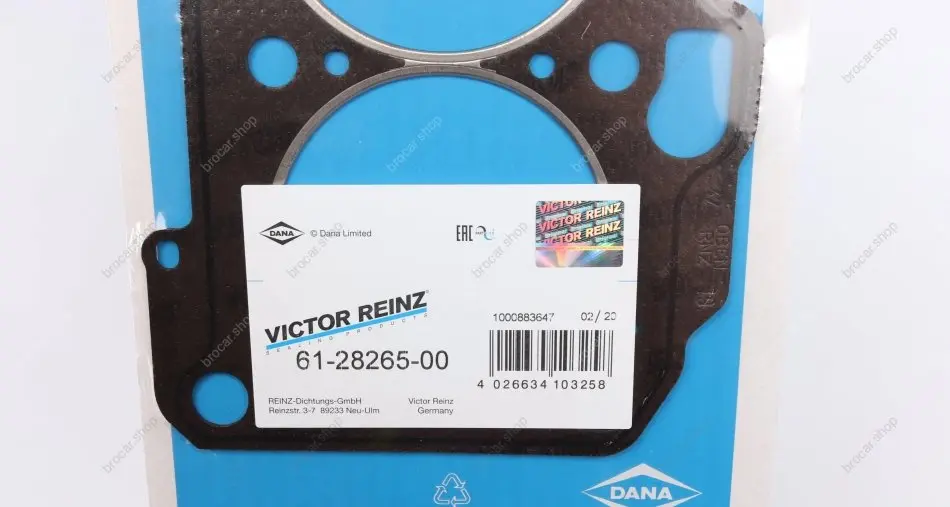 brocar.shop
DANA
© Dana Limited
EAC
VICTOR REINZ
VICTOR REINZ
VICTOR REINZ
VICTOR REINZ®
SEALING PRODUCTS
61-28265-00
1000883647 02/20
4 026634 103258
REINZ-Dichtungs-GmbH
Reinzstr. 3-7 89233 Neu-Ulm
Victor Reinz
Germany
OBEN
DANA